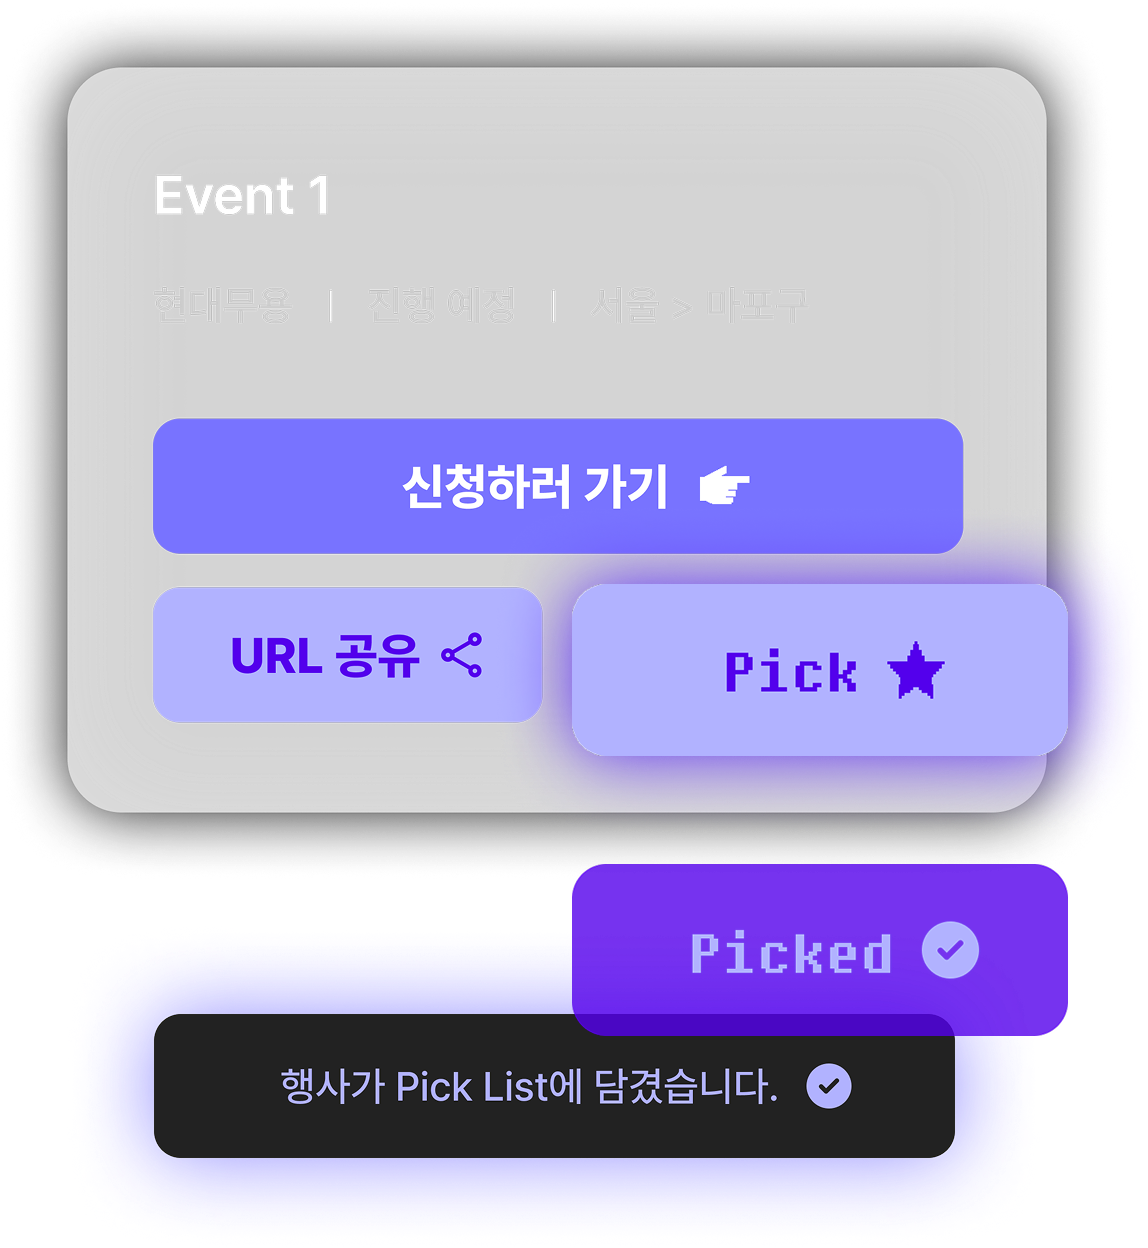 Event 1
현대무용 | 진행 예정 | 서울 > 마포구
신청하러 가기
URL 공유
Pick
Picked
행사가 Pick List에 담겼습니다.